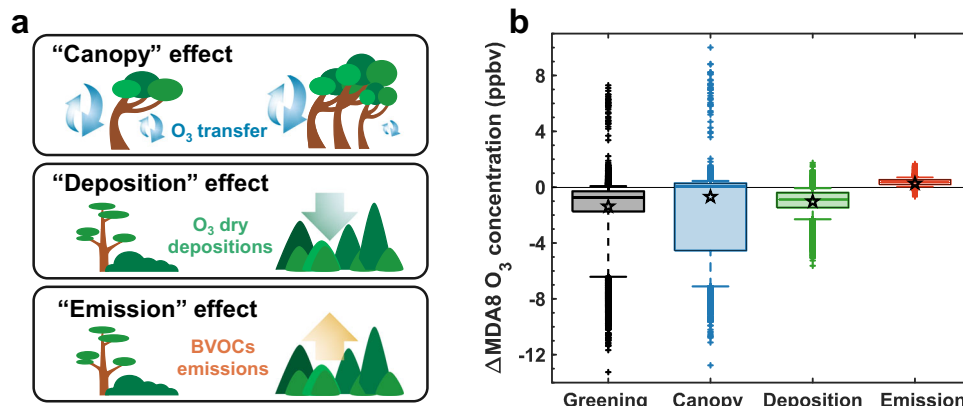 a
“Canopy” effect
O3 transfer
“Deposition” effect
O3 dry
depositions
“Emission” effect
BVOCs
emissions
b
ΔMDA8 O3 concentration (ppbv)
8
4
0
-4
-8
-12
Greening Canopy Deposition Emission